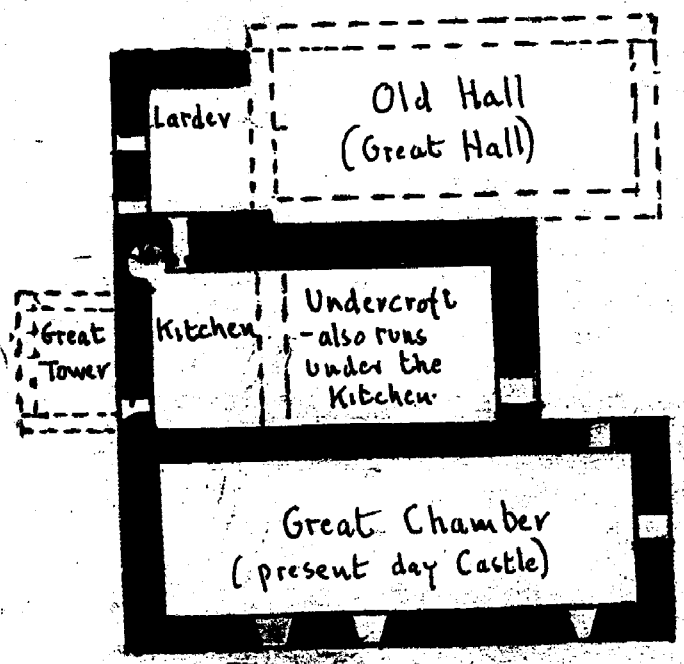 Larder
Old Hall
(Great Hall)
Great
Tower
Kitchen
Undercroft
-also runs
under the
Kitchen.
Great Chamber
(present day Castle)